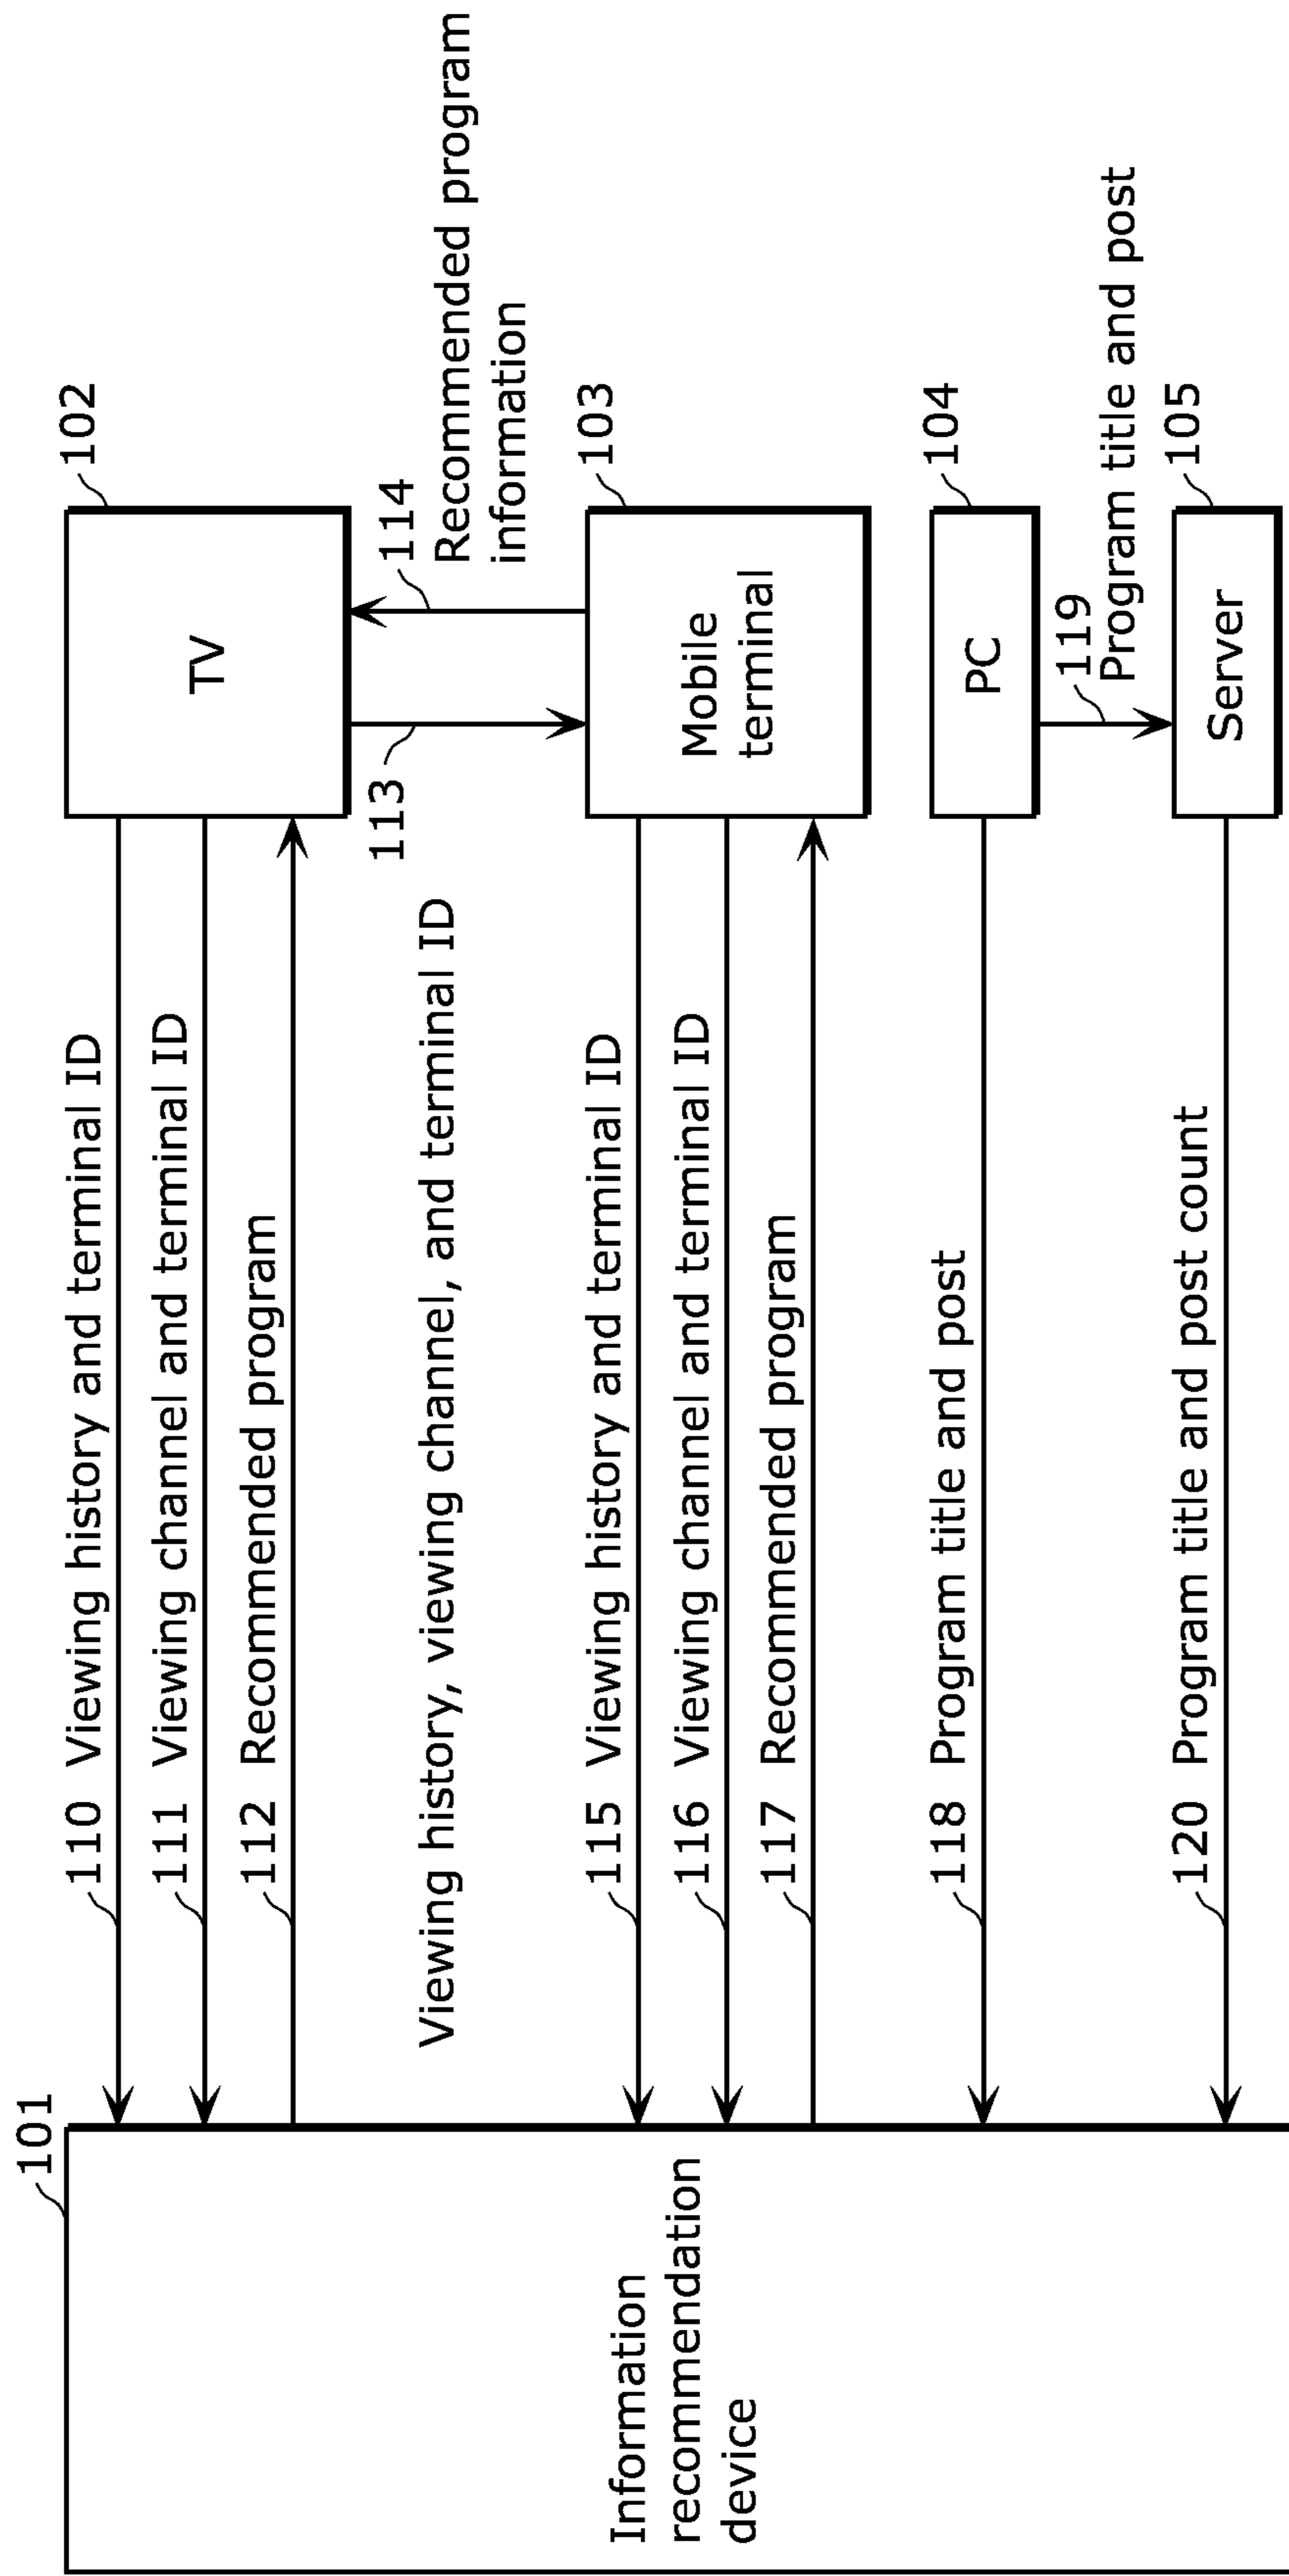 101
Information
recommendation
device
110 Viewing history and terminal ID
111 Viewing channel and terminal ID
112 Recommended program
102
TV
113
Viewing history, viewing channel, and terminal ID
114
Recommended program
information
103
Mobile
terminal
115 Viewing history and terminal ID
116 Viewing channel and terminal ID
117 Recommended program
104
PC
118 Program title and post
119
Program title and post
105
Server
120 Program title and post count